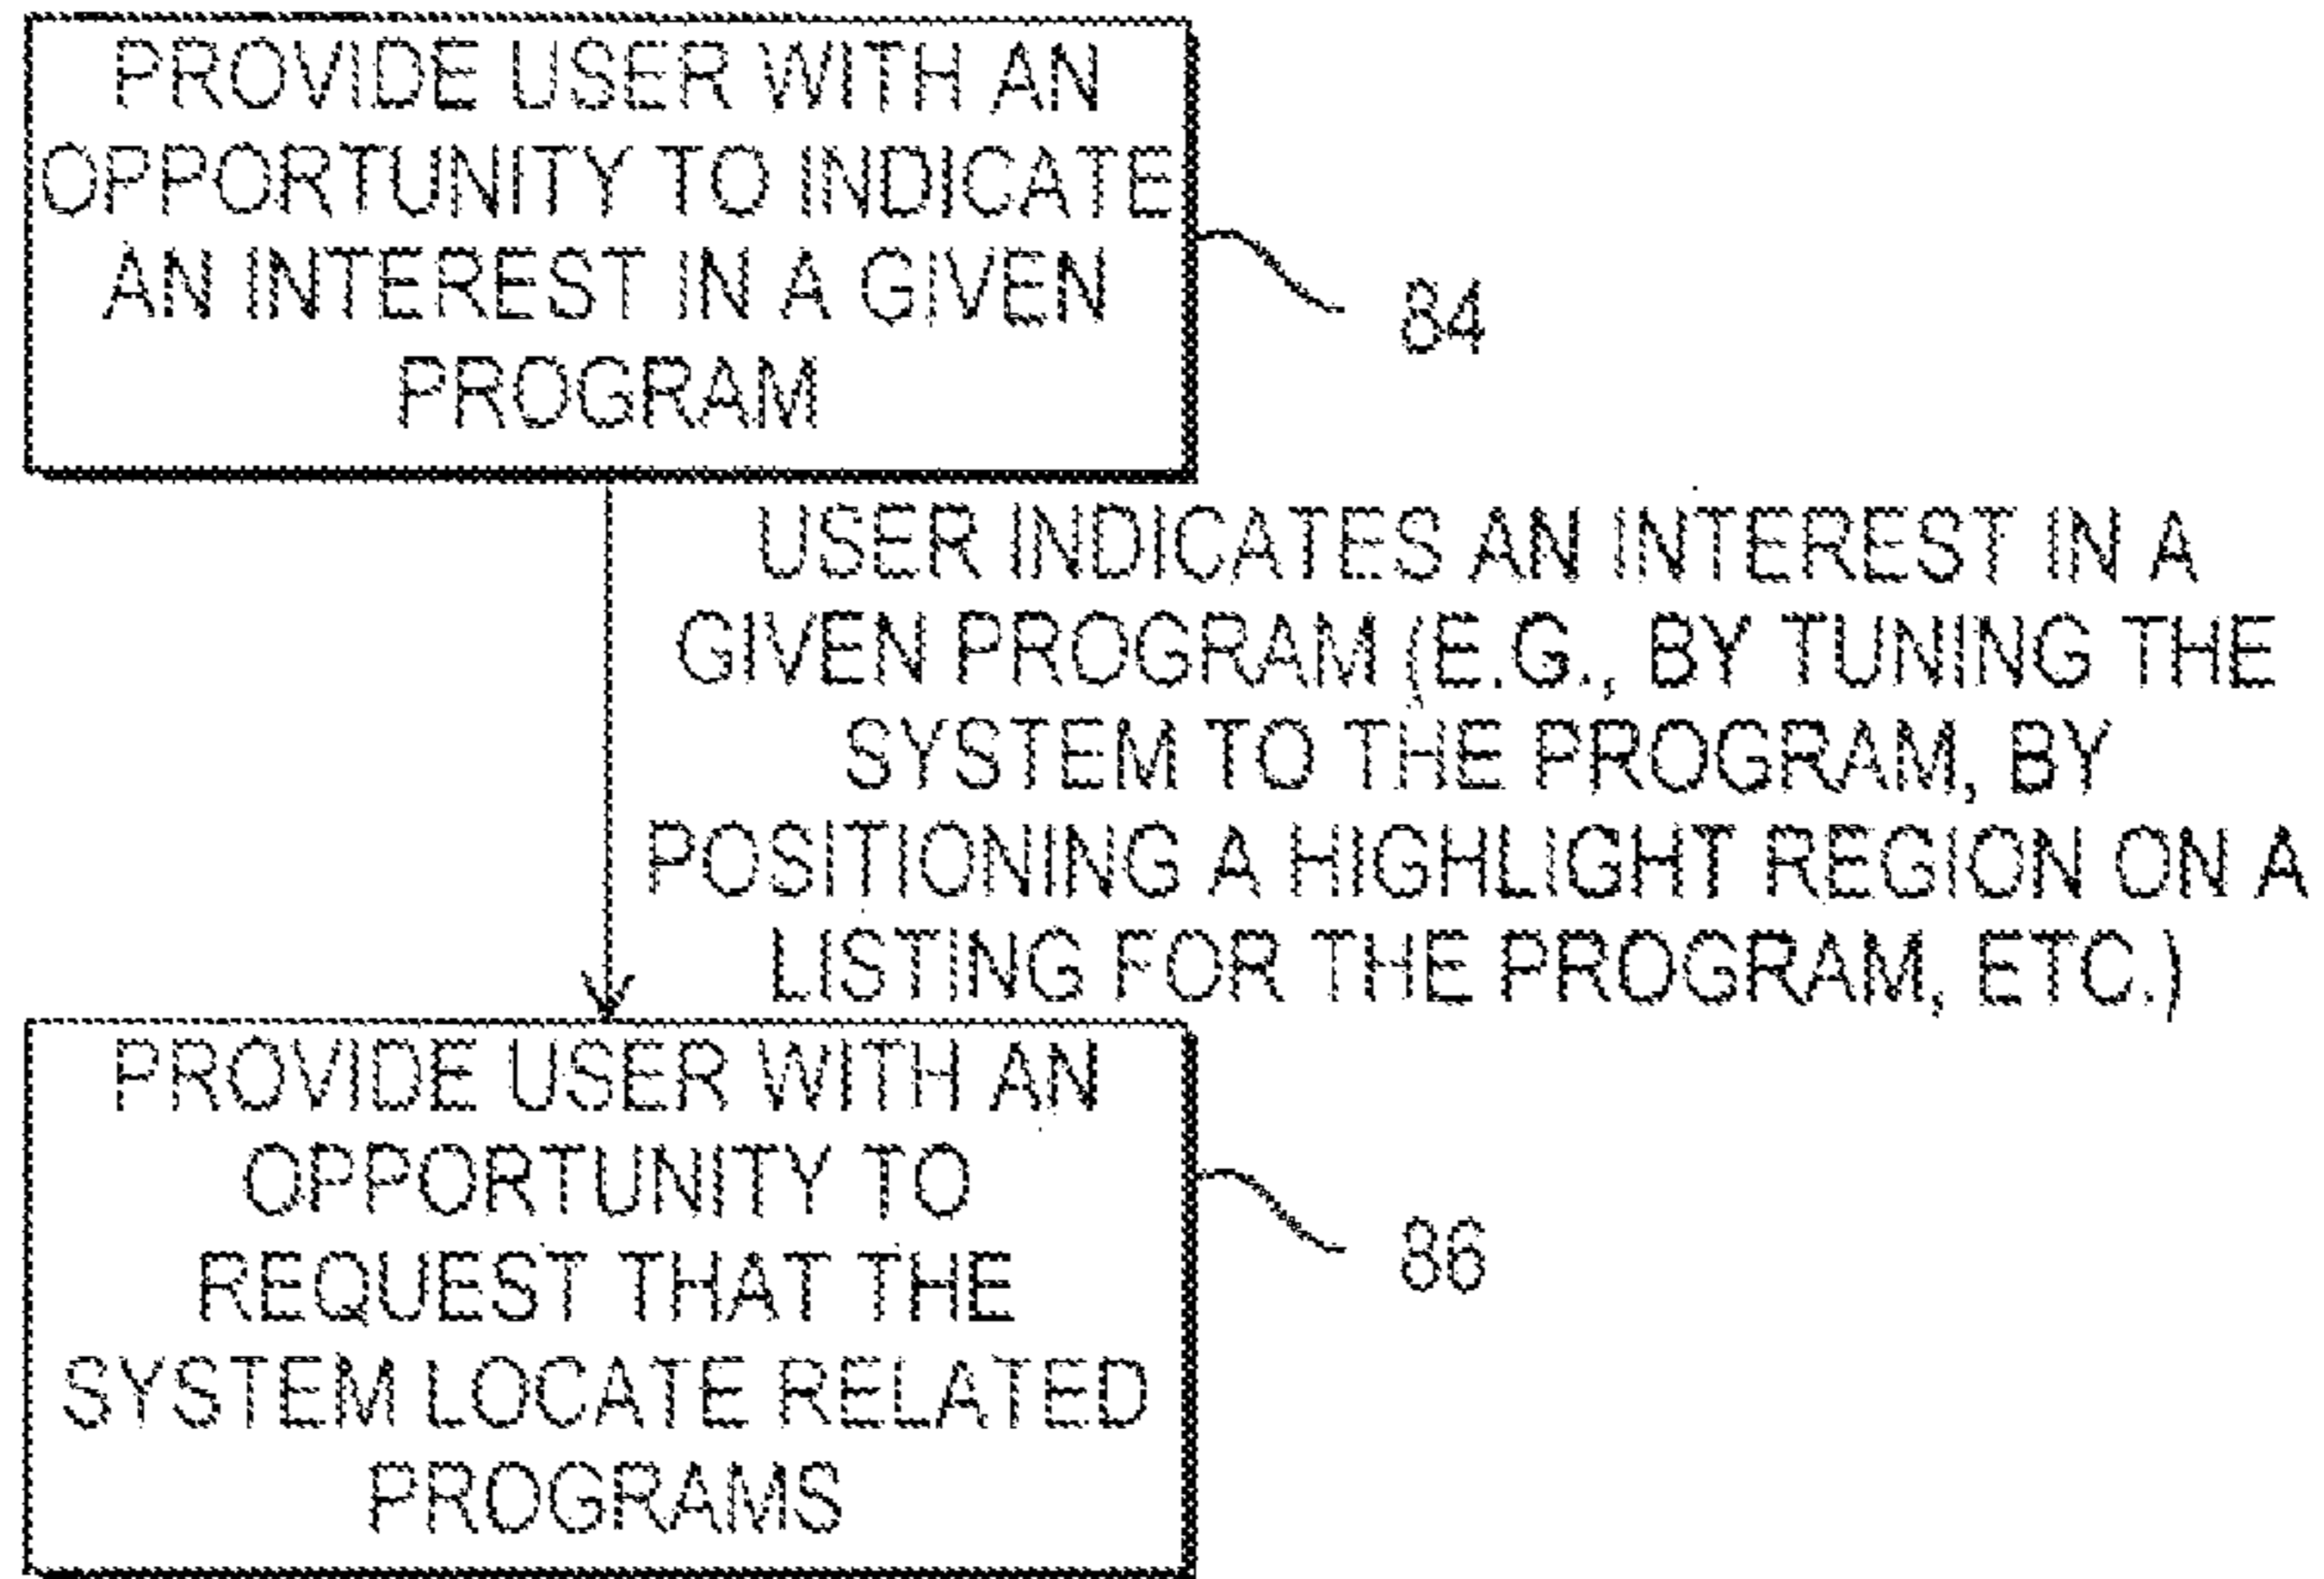 PROVIDE USER WITH AN
OPPORTUNITY TO INDICATE
AN INTEREST IN A GIVEN
PROGRAM
84
USER INDICATES AN INTEREST IN A
GIVEN PROGRAM (E.G., BY TUNING THE
SYSTEM TO THE PROGRAM, BY
POSITIONING A HIGHLIGHT REGION ON A
LISTING FOR THE PROGRAM, ETC.)
PROVIDE USER WITH AN
OPPORTUNITY TO
REQUEST THAT THE
SYSTEM LOCATE RELATED
PROGRAMS
86